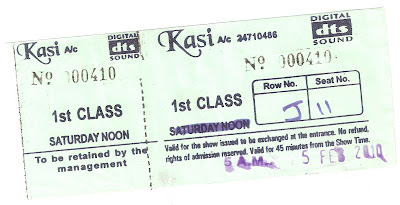 Kasi A/c
DIGITAL
dts
SOUND
Nº 000410
1st CLASS
SATURDAY NOON
To be retained by the
management
Kasi A/c 24710486
DIGITAL
dts
SOUND
Nº 000410
1st CLASS
SATURDAY NOON
Row No. Seat No.
J 11
Valid for the show issued to be exchanged at the entrance. No refund,
rights of admission reserved. Valid for 45 minutes from the Show Time.
5 A.M. 5 FEB 2010